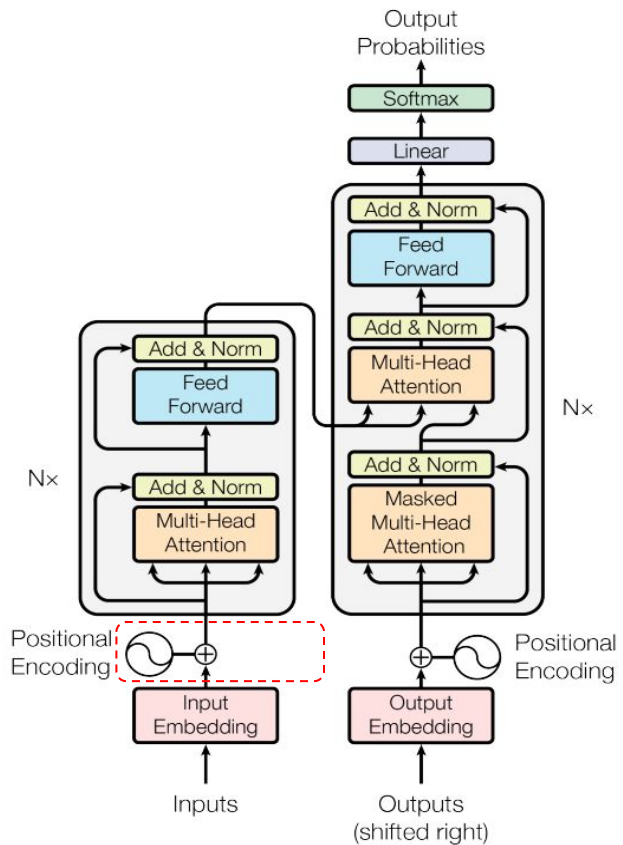 Output
Probabilities
Softmax
Linear
Add & Norm
Feed
Forward
Add & Norm
Multi-Head
Attention
Nx
Add & Norm
Masked
Multi-Head
Attention
Add & Norm
Feed
Forward
Nx
Add & Norm
Multi-Head
Attention
Positional
Encoding
Positional
Encoding
Input
Embedding
Output
Embedding
Inputs
Outputs
(shifted right)